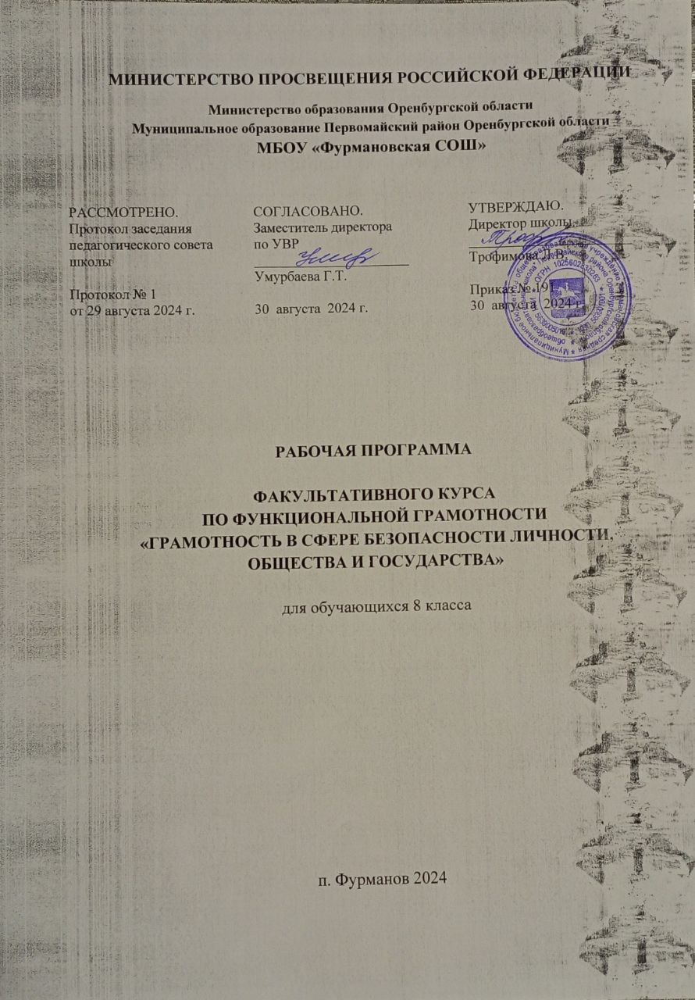 МИНИСТЕРСТВО ПРОСВЕЩЕНИЯ РОССИЙСКОЙ ФЕДЕРАЦИИ
Министерство образования Оренбургской области
Муниципальное образование Первомайский район Оренбургской области
МБОУ «Фурмановская СОШ»
РАССМОТРЕНО.
Протокол заседания
педагогического совета
школы
Протокол № 1
от 29 августа 2024 г.
СОГЛАСОВАНО.
Заместитель директора
по УВР
Умурбаева Г.Т.
30 августа 2024 г.
УТВЕРЖДАЮ.
Директор школы
Трофимова Л.В.
Приказ № 191
30 августа 2024 г.
РАБОЧАЯ ПРОГРАММА
ФАКУЛЬТАТИВНОГО КУРСА
ПО ФУНКЦИОНАЛЬНОЙ ГРАМОТНОСТИ
«ГРАМОТНОСТЬ В СФЕРЕ БЕЗОПАСНОСТИ ЛИЧНОСТИ,
ОБЩЕСТВА И ГОСУДАРСТВА»
для обучающихся 8 класса
п. Фурманов 2024